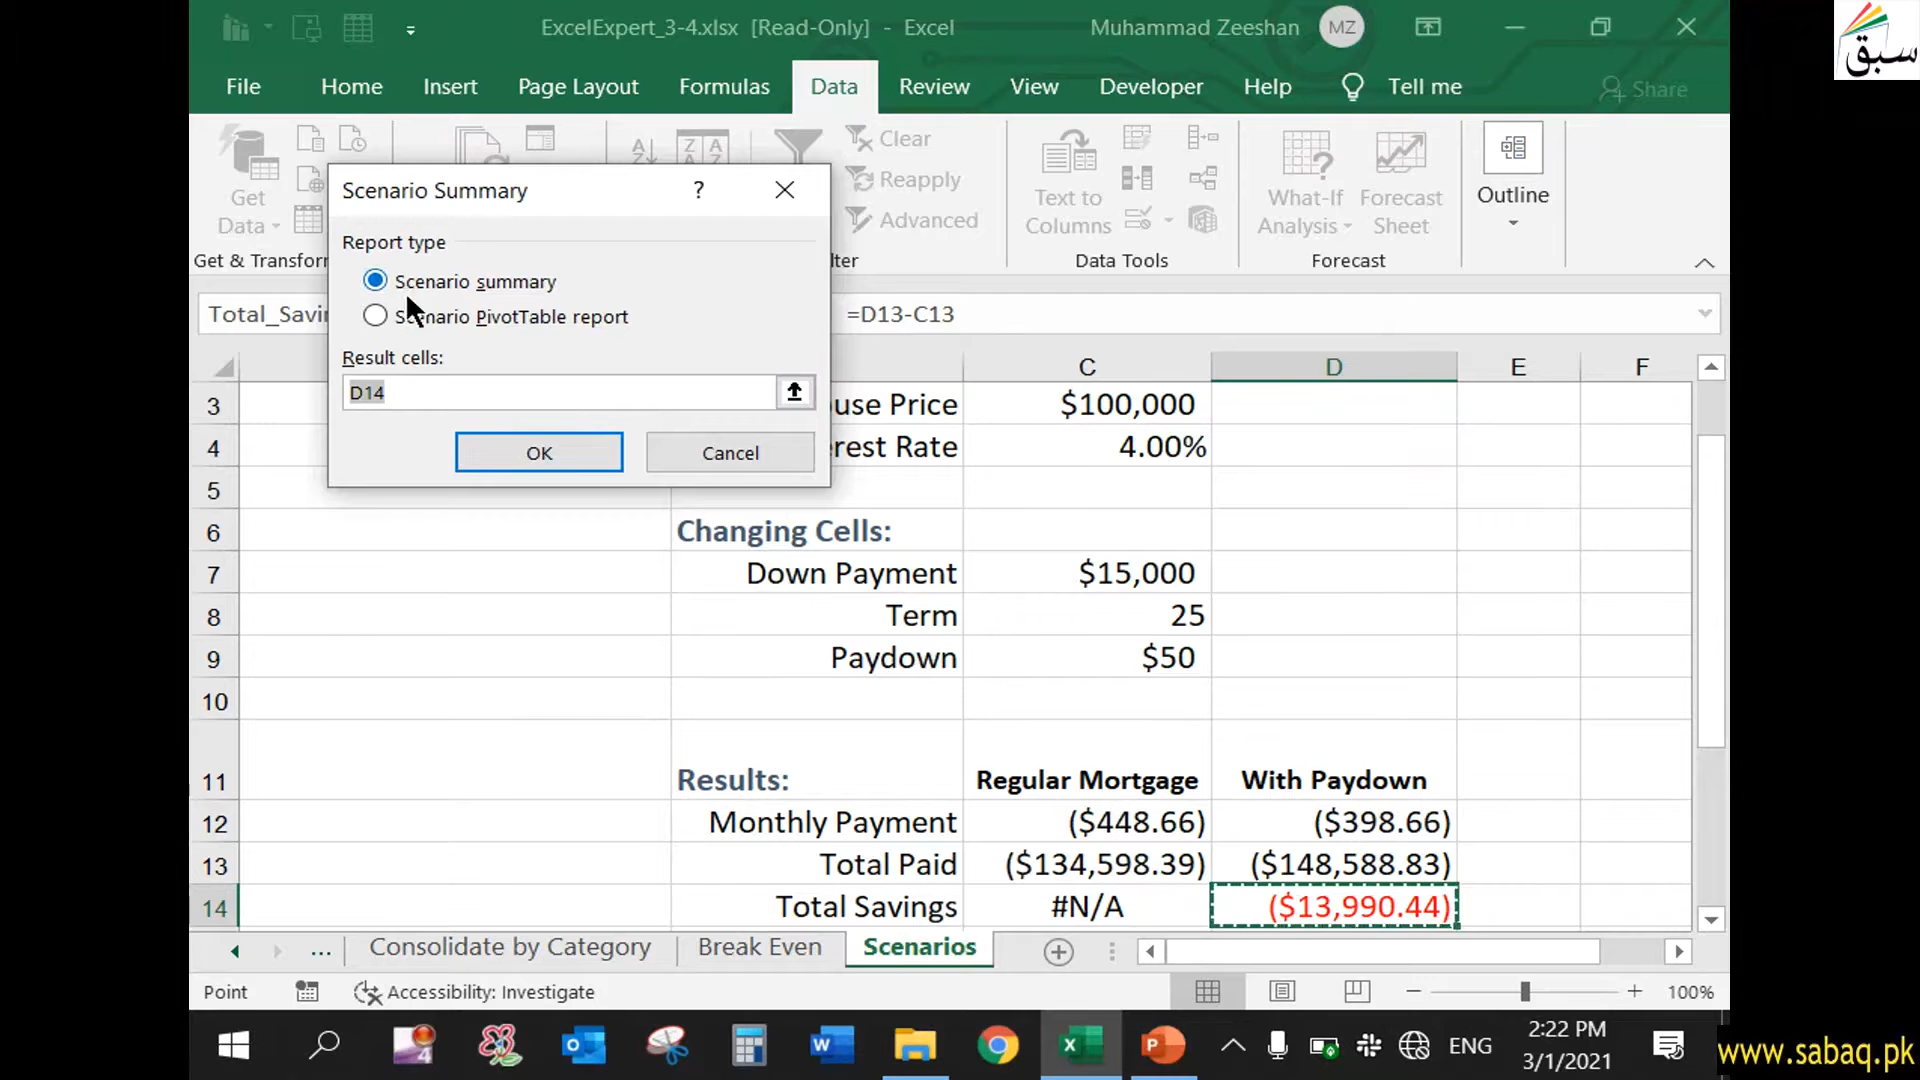 ExcelExpert_3-4.xlsx [Read-Only] - Excel
Muhammad Zeeshan
MZ
سبق
File
Home
Insert
Page Layout
Formulas
Data
Review
View
Developer
Help
Tell me
Share
Get
Data
Get & Transform
Clear
Reapply
Advanced
lter
Text to
Columns
Data Tools
What-If
Analysis
Forecast
Sheet
Forecast
Outline
Scenario Summary
?
Report type
Scenario summary
Scenario PivotTable report
Result cells:
D14
OK
Cancel
Total_Savin
=D13-C13
C D E F
3 use Price $100,000
4 erest Rate 4.00%
5
6 Changing Cells:
7 Down Payment $15,000
8 Term 25
9 Paydown $50
10
11 Results: Regular Mortgage With Paydown
12 Monthly Payment ($448.66) ($398.66)
13 Total Paid ($134,598.39) ($148,588.83)
14 Total Savings #N/A ($13,990.44)
... Consolidate by Category Break Even Scenarios
Point
Accessibility: Investigate
100%
ENG
2:22 PM
3/1/2021
www.sabaq.pk